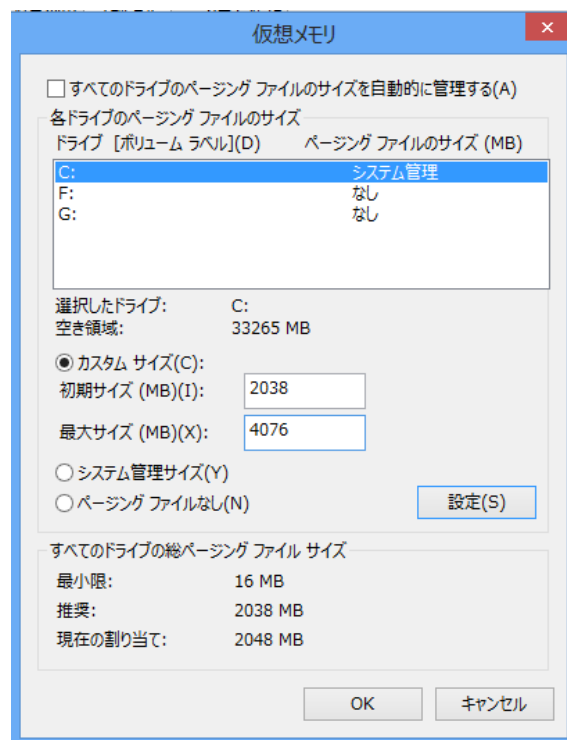 仮想メモリ
すべてのドライブのページング ファイルのサイズを自動的に管理する(A)
各ドライブのページング ファイルのサイズ
ドライブ [ボリューム ラベル](D) ページング ファイルのサイズ (MB)
C: システム管理
F: なし
G: なし
選択したドライブ: C:
空き領域: 33265 MB
カスタム サイズ(C):
初期サイズ (MB)(I): 2038
最大サイズ (MB)(X): 4076
システム管理サイズ(Y)
ページング ファイルなし(N) 設定(S)
すべてのドライブの総ページング ファイル サイズ
最小限: 16 MB
推奨: 2038 MB
現在の割り当て: 2048 MB
OK キャンセル